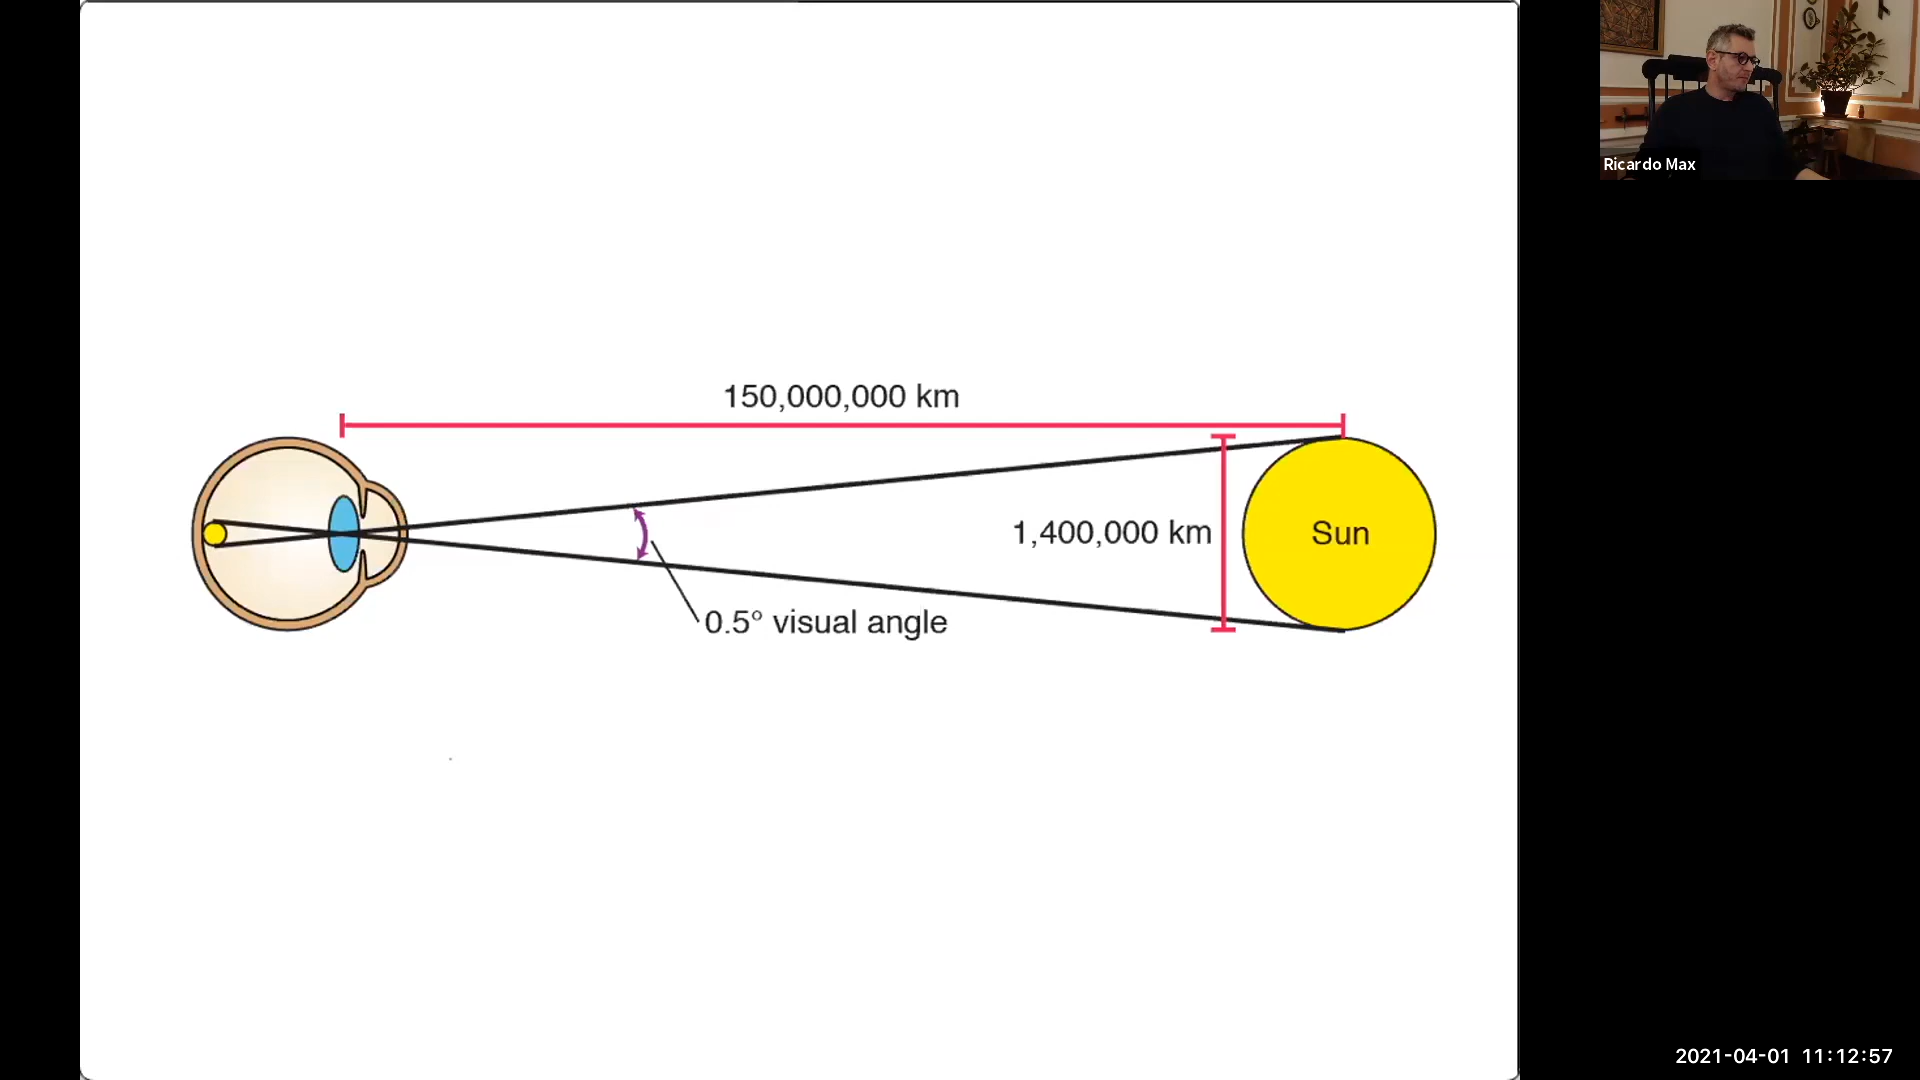 150,000,000 km
1,400,000 km
Sun
0.5° visual angle
Ricardo Max
2021-04-01 11:12:57